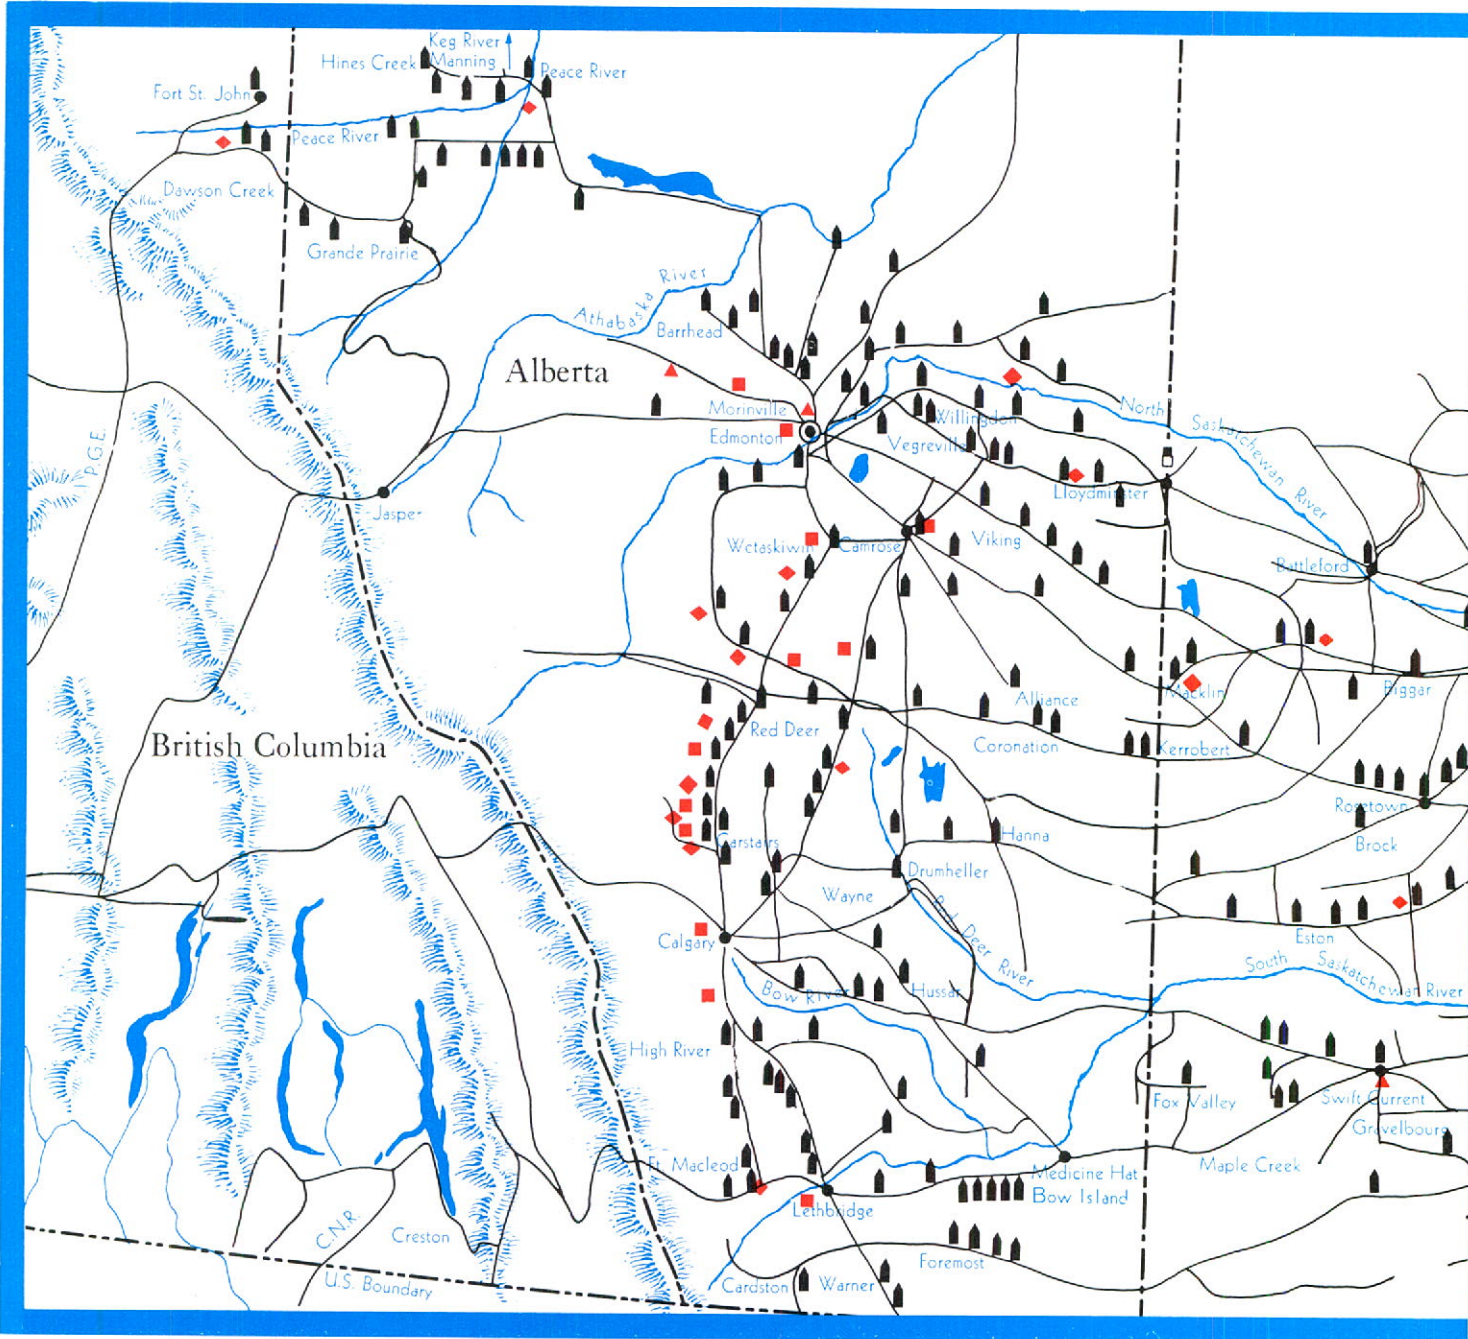 Keg River
Hines Creek
Manning
Peace River
Fort St. John
Peace River
Dawson Creek
Grande Prairie
Athabaska River
Barrhead
Alberta
P.G.E.
Morinville
Edmonton
Willingdon
Vegreville
North Saskatchewan River
Lloydminster
Jasper
Wetaskiwin
Camrose
Viking
Battleford
Macklin
Biggar
Alliance
Red Deer
Coronation
Kerrobert
British Columbia
Rosetown
Hanna
Carstairs
Brock
Drumheller
Wayne
Red Deer River
Calgary
Eston
South Saskatchewan River
Bow River
Hussar
High River
Fox Valley
Swift Current
Gravelbourg
Ft. Macleod
Medicine Hat
Maple Creek
Bow Island
Lethbridge
C.N.R.
Creston
Foremost
U.S. Boundary
Cardston
Warner